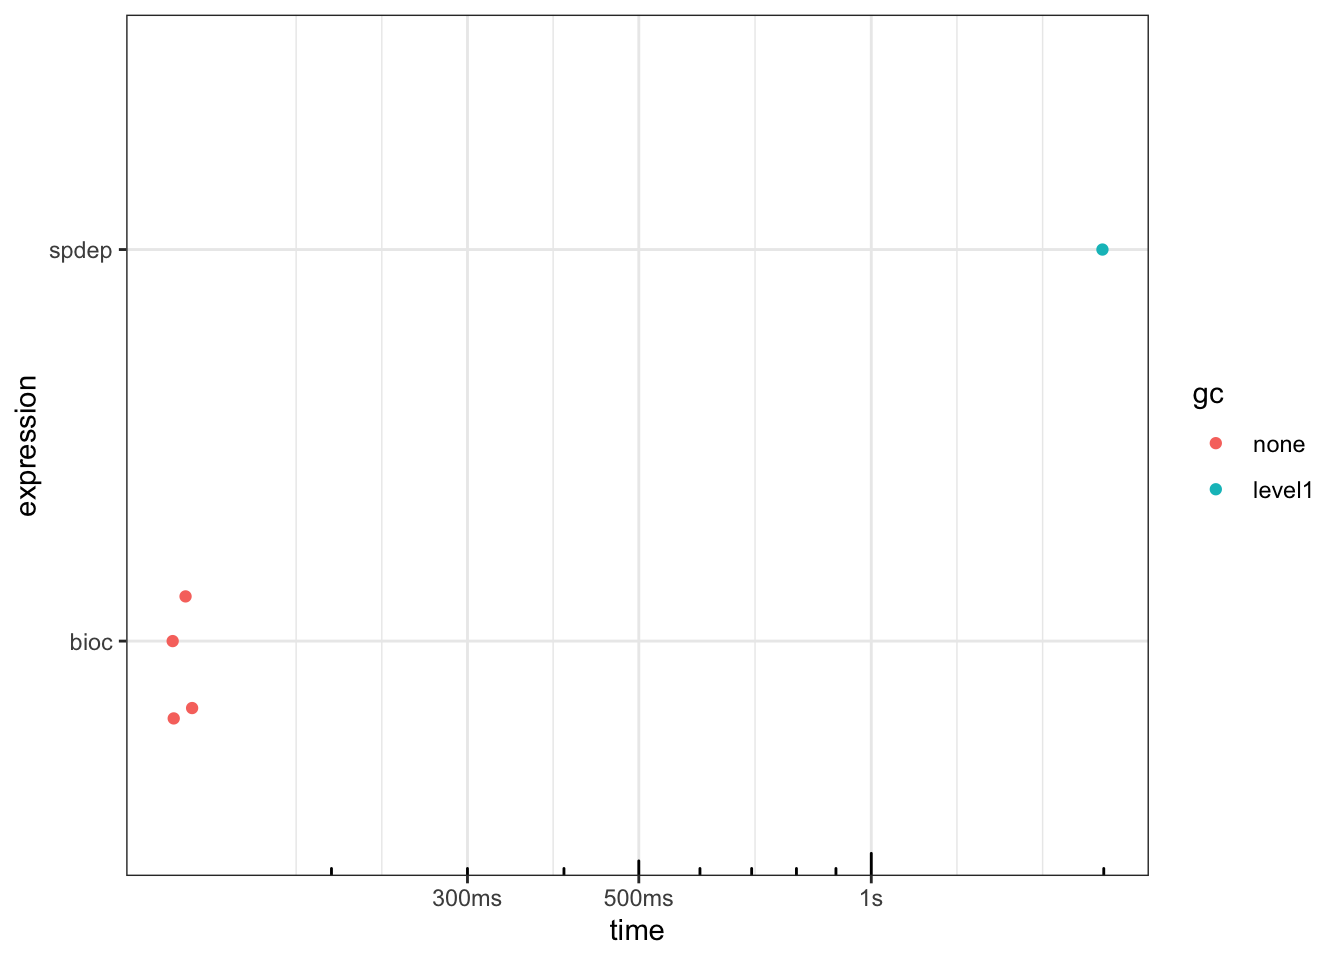 spdep
bioc
expression
300ms
500ms
1s
time
gc
none
level1